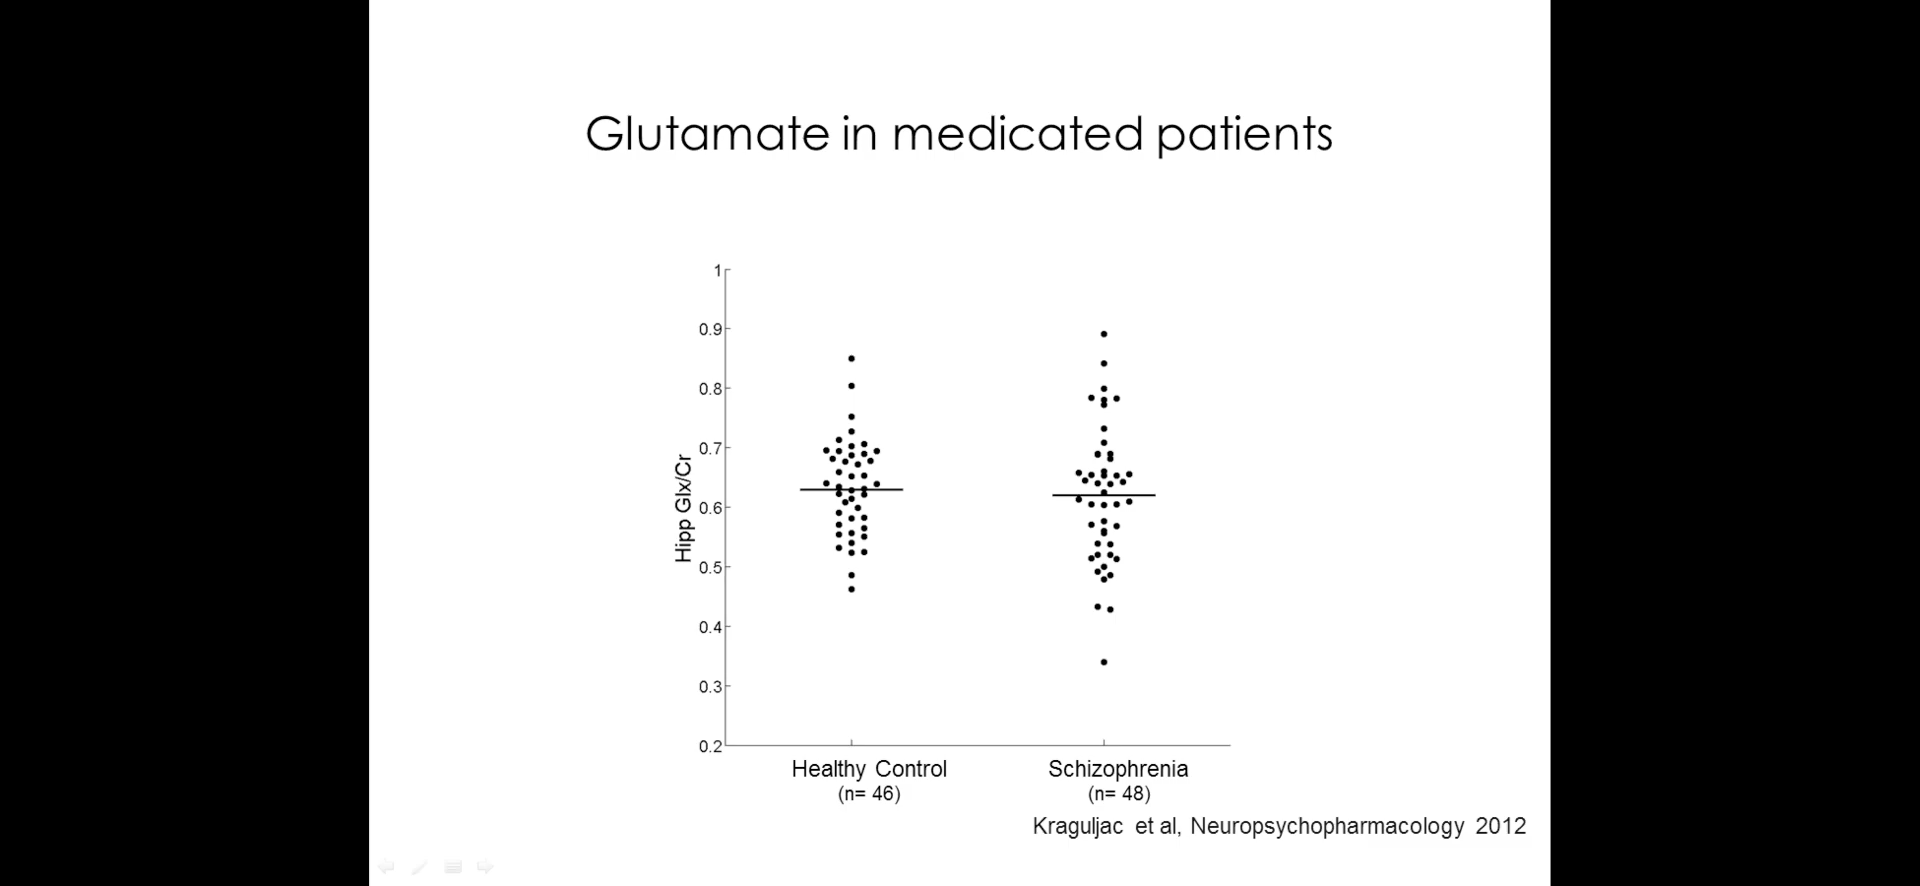 Glutamate in medicated patients
1
0.9
0.8
0.7
0.6
0.5
0.4
0.3
0.2
Hipp Glx/Cr
Healthy Control
(n= 46)
Schizophrenia
(n= 48)
Kraguljac et al, Neuropsychopharmacology 2012